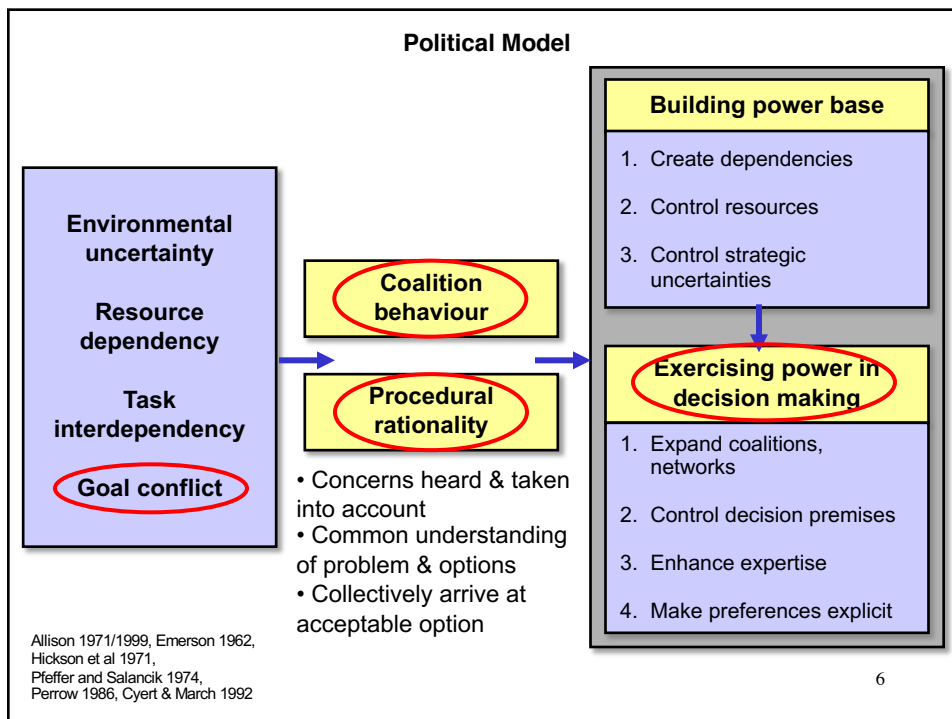 Political Model
Environmental
uncertainty
Resource
dependency
Task
interdependency
Goal conflict
Coalition
behaviour
Procedural
rationality
• Concerns heard & taken
into account
• Common understanding
of problem & options
• Collectively arrive at
acceptable option
Building power base
1. Create dependencies
2. Control resources
3. Control strategic
uncertainties
Exercising power in
decision making
1. Expand coalitions,
networks
2. Control decision premises
3. Enhance expertise
4. Make preferences explicit
Allison 1971/1999, Emerson 1962,
Hickson et al 1971,
Pfeffer and Salancik 1974,
Perrow 1986, Cyert & March 1992
6